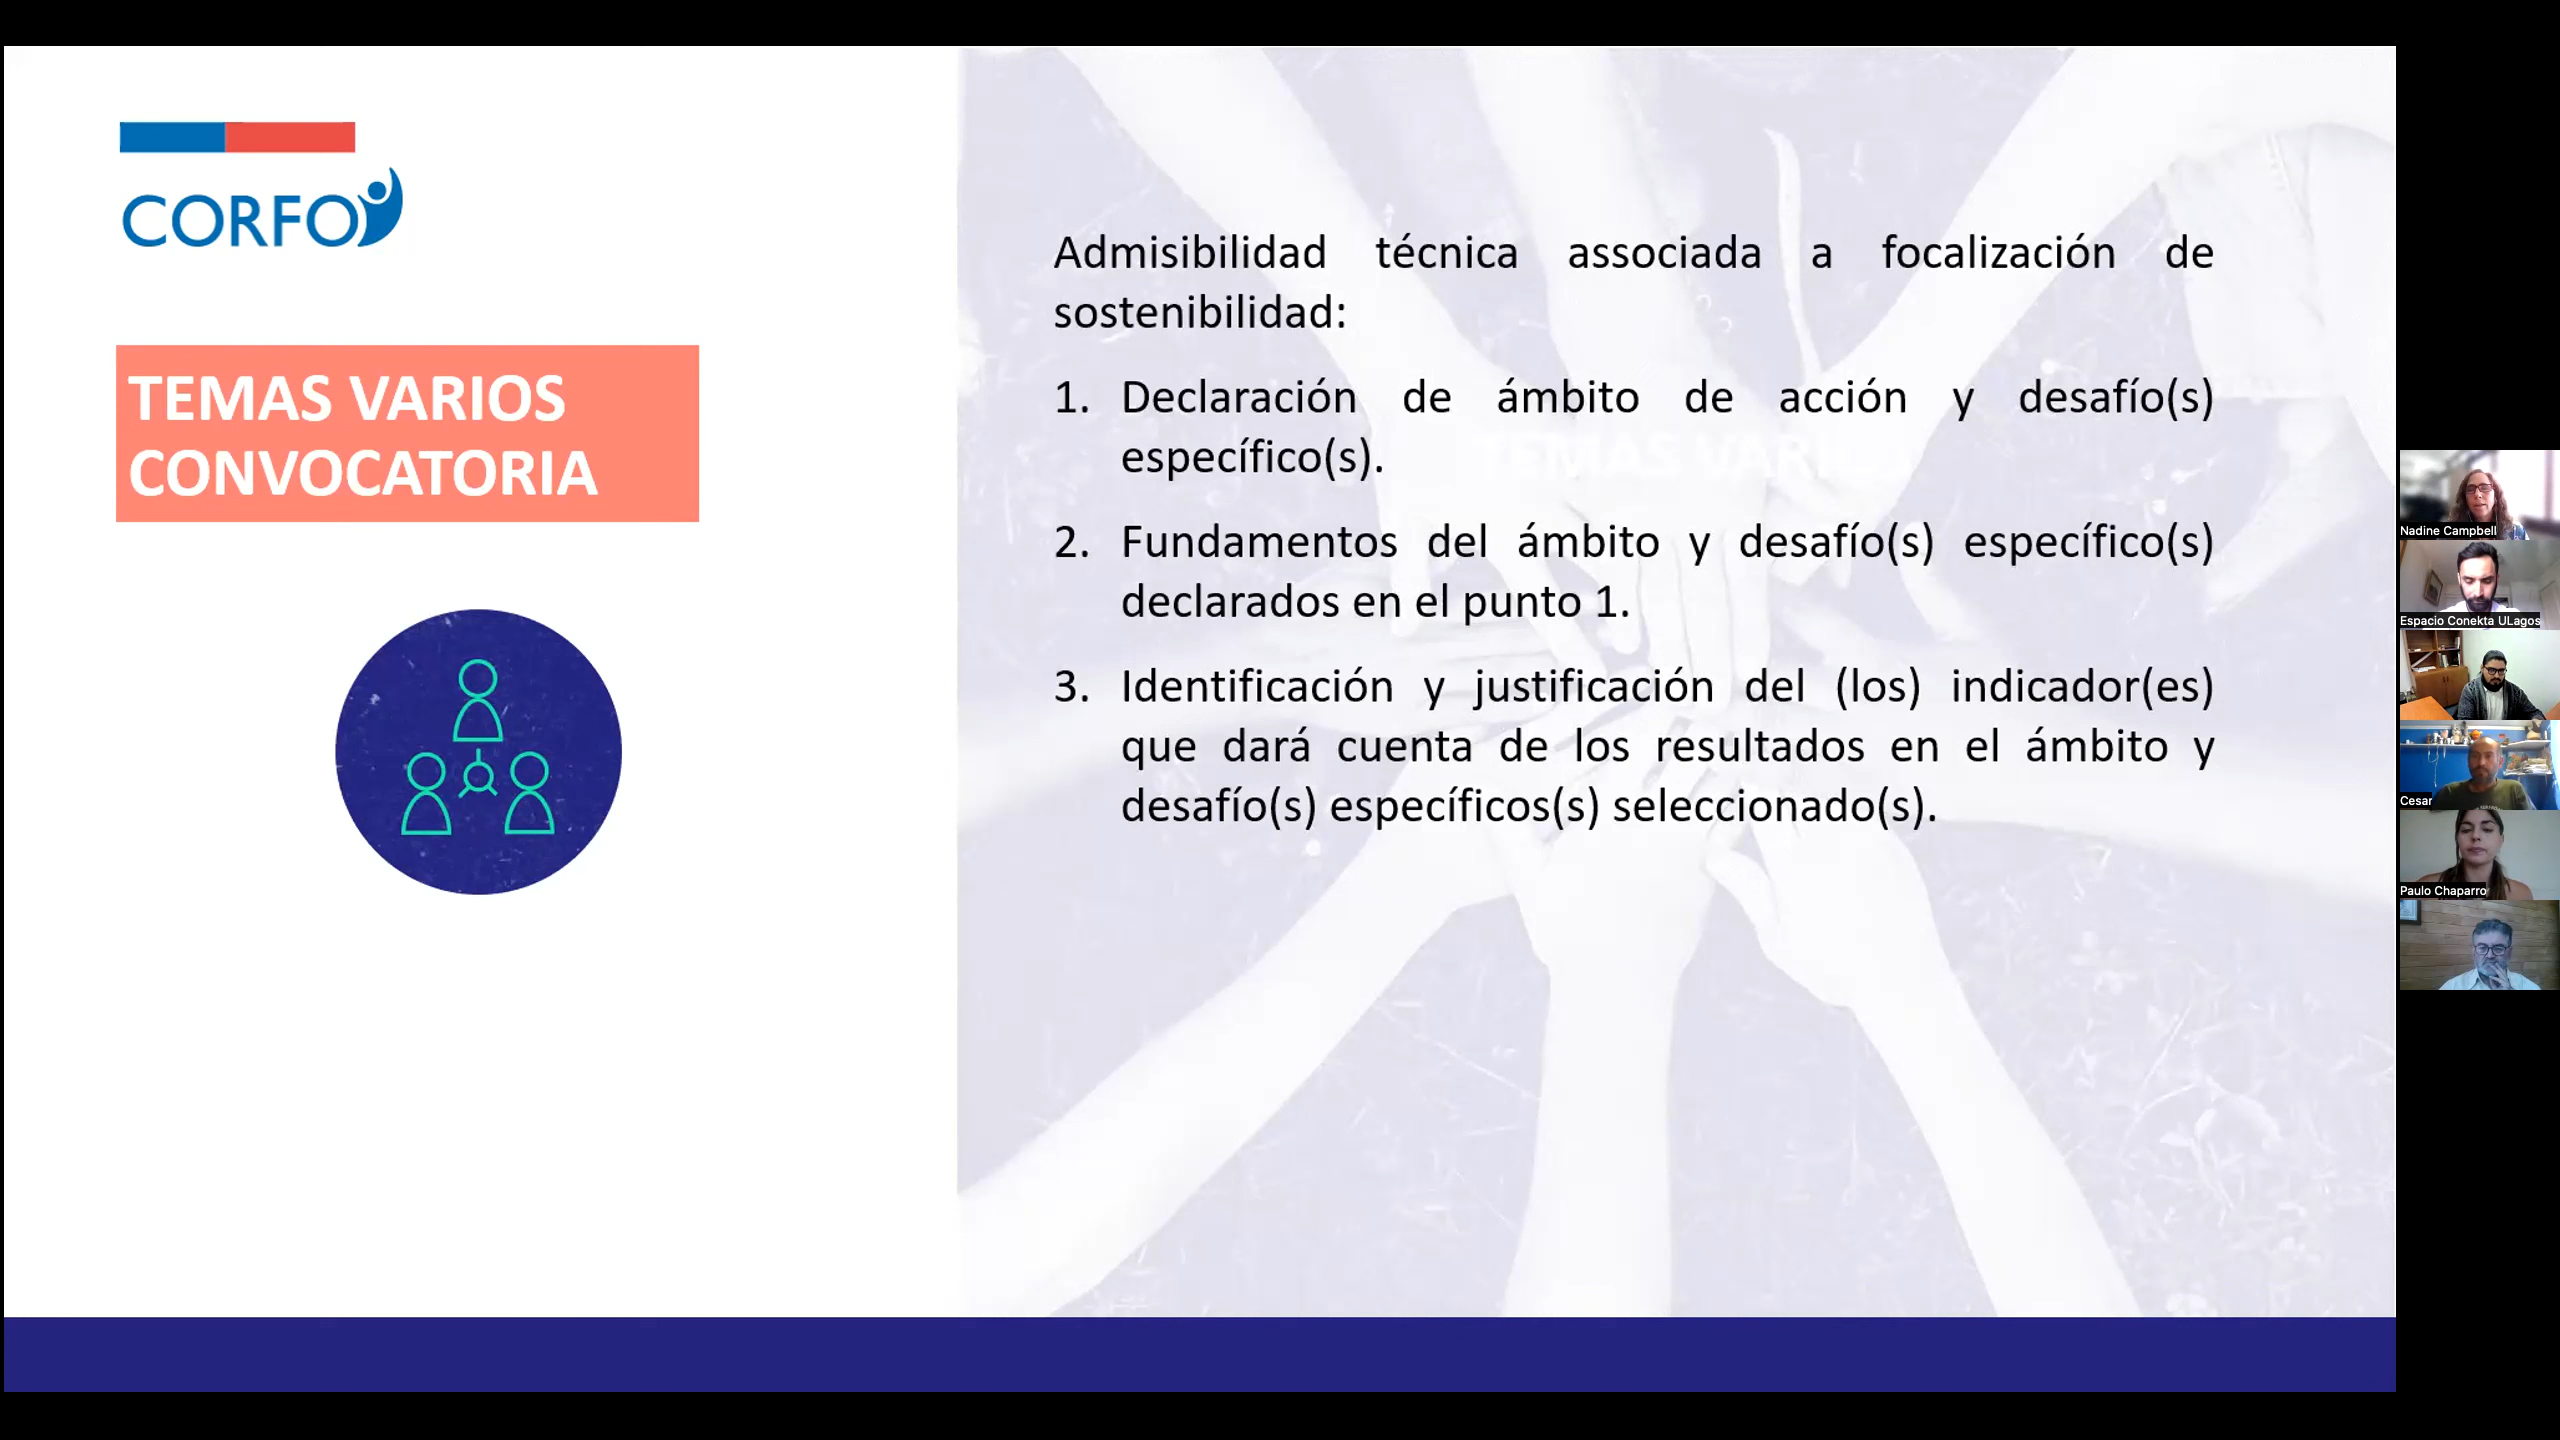 CORFO
TEMAS VARIOS
CONVOCATORIA
Admisibilidad técnica associada a focalización de
sostenibilidad:
1. Declaración de ámbito de acción y desafío(s)
específico(s).
2. Fundamentos del ámbito y desafío(s) específico(s)
declarados en el punto 1.
3. Identificación y justificación del (los) indicador(es)
que dará cuenta de los resultados en el ámbito y
desafío(s) específicos(s) seleccionado(s).
TEMAS VARIOS
Nadine Campbell
Espacio Conekta ULagos
Cesar
Paulo Chaparro